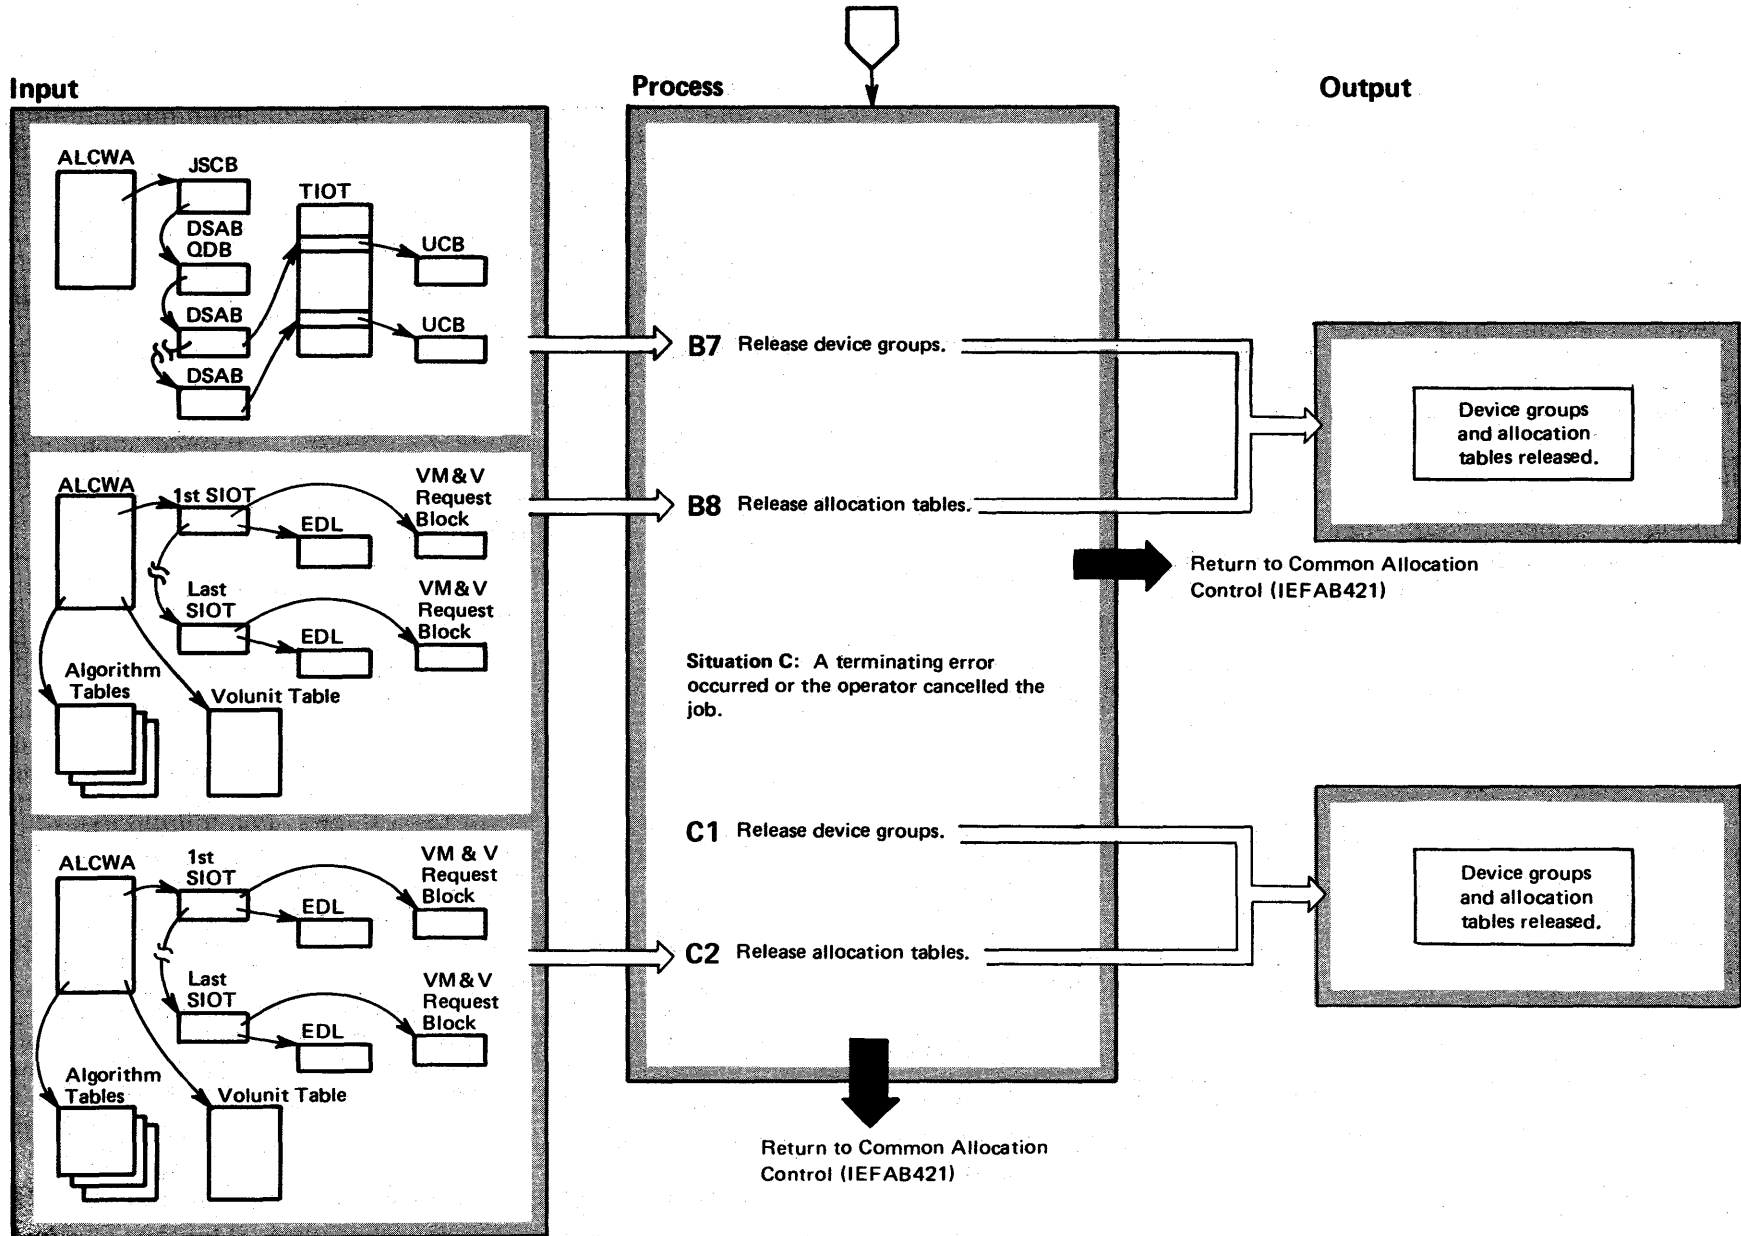 Input
Process
Output
ALCWA
JSCB
DSAB
QDB
DSAB
DSAB
TIOT
UCB
UCB
B7 Release device groups.
Device groups
and allocation
tables released.
ALCWA
1st SIOT
EDL
VM & V
Request
Block
Last
SIOT
EDL
VM & V
Request
Block
Algorithm
Tables
Volunit Table
B8 Release allocation tables.
Return to Common Allocation
Control (IEFAB421)
Situation C: A terminating error
occurred or the operator cancelled the
job.
C1 Release device groups.
Device groups
and allocation
tables released.
ALCWA
1st
SIOT
EDL
VM & V
Request
Block
Last
SIOT
EDL
VM & V
Request
Block
Algorithm
Tables
Volunit Table
C2 Release allocation tables.
Return to Common Allocation
Control (IEFAB421)